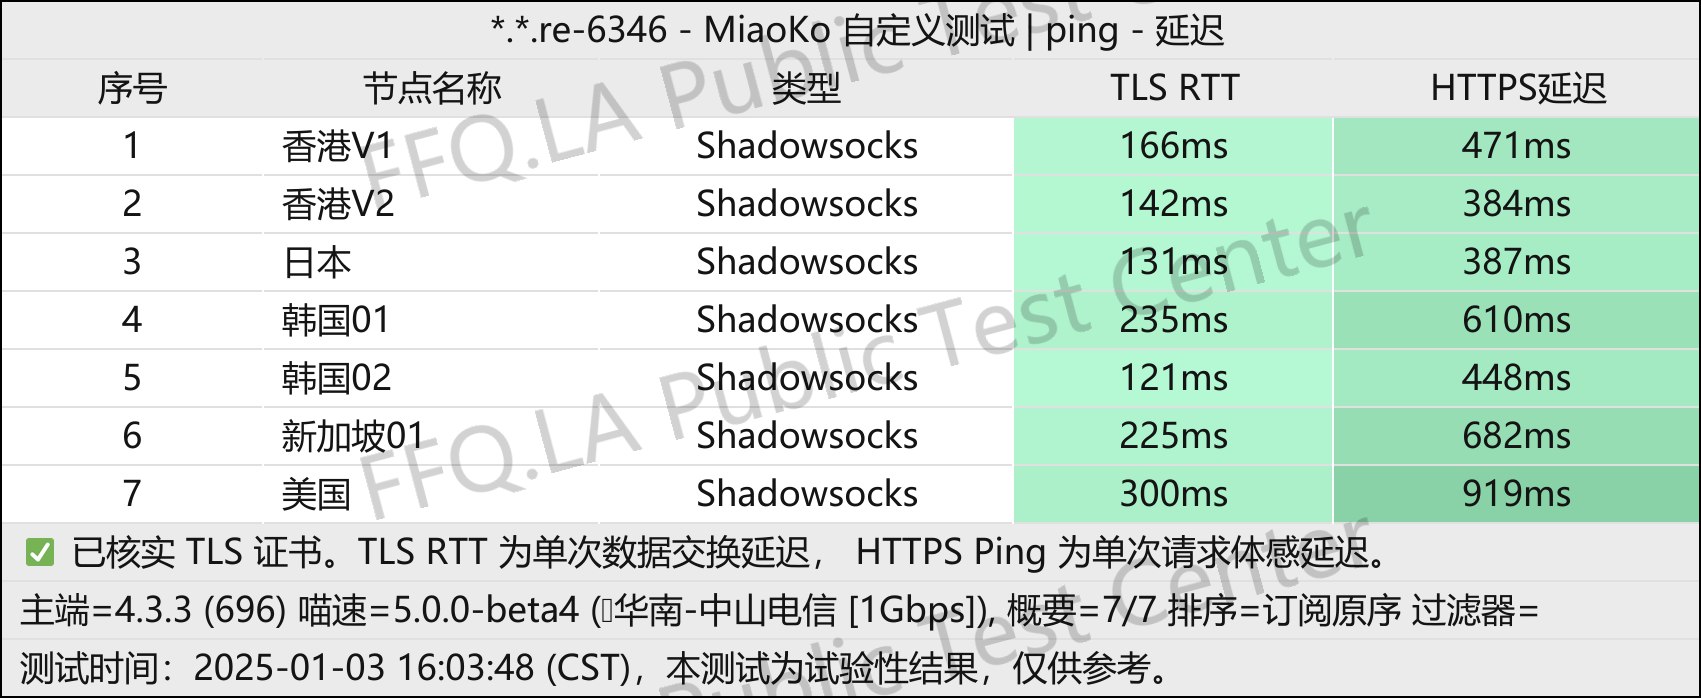 *.*.re-6346 - MiaoKo 自定义测试 | ping - 延迟
序号 节点名称 类型 TLS RTT HTTPS延迟
1 香港V1 Shadowsocks 166ms 471ms
2 香港V2 Shadowsocks 142ms 384ms
3 日本 Shadowsocks 131ms 387ms
4 韩国01 Shadowsocks 235ms 610ms
5 韩国02 Shadowsocks 121ms 448ms
6 新加坡01 Shadowsocks 225ms 682ms
7 美国 Shadowsocks 300ms 919ms
✅ 已核实 TLS 证书。TLS RTT 为单次数据交换延迟， HTTPS Ping 为单次请求体感延迟。
主端=4.3.3 (696) 喵速=5.0.0-beta4 (华南-中山电信 [1Gbps]), 概要=7/7 排序=订阅原序 过滤器=
测试时间：2025-01-03 16:03:48 (CST)，本测试为试验性结果，仅供参考。
FFQ.LA Public Test Center
FFQ.LA Public Test Center
Public Test Center